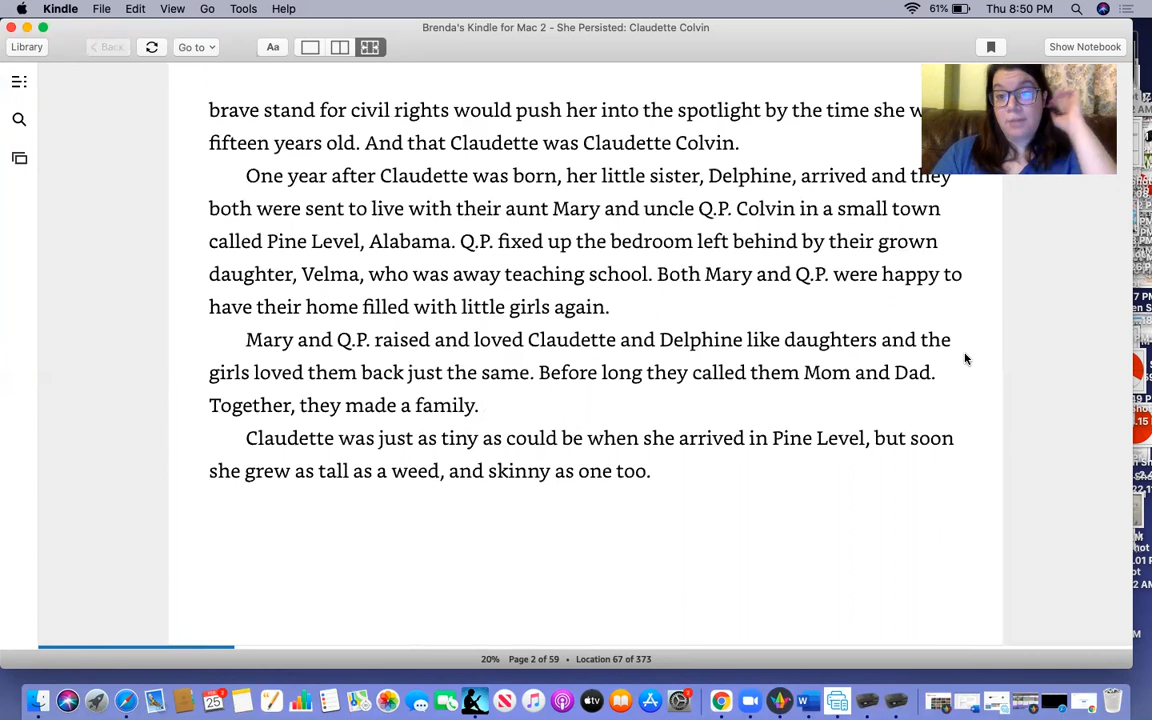 Kindle File Edit View Go Tools Help 61% Thu 8:50 PM
Brenda's Kindle for Mac 2 - She Persisted: Claudette Colvin
Library Back Go to Aa Show Notebook
brave stand for civil rights would push her into the spotlight by the time she w
fifteen years old. And that Claudette was Claudette Colvin.
One year after Claudette was born, her little sister, Delphine, arrived and they
both were sent to live with their aunt Mary and uncle Q.P. Colvin in a small town
called Pine Level, Alabama. Q.P. fixed up the bedroom left behind by their grown
daughter, Velma, who was away teaching school. Both Mary and Q.P. were happy to
have their home filled with little girls again.
Mary and Q.P. raised and loved Claudette and Delphine like daughters and the
girls loved them back just the same. Before long they called them Mom and Dad.
Together, they made a family.
Claudette was just as tiny as could be when she arrived in Pine Level, but soon
she grew as tall as a weed, and skinny as one too.
20% Page 2 of 59 • Location 67 of 373